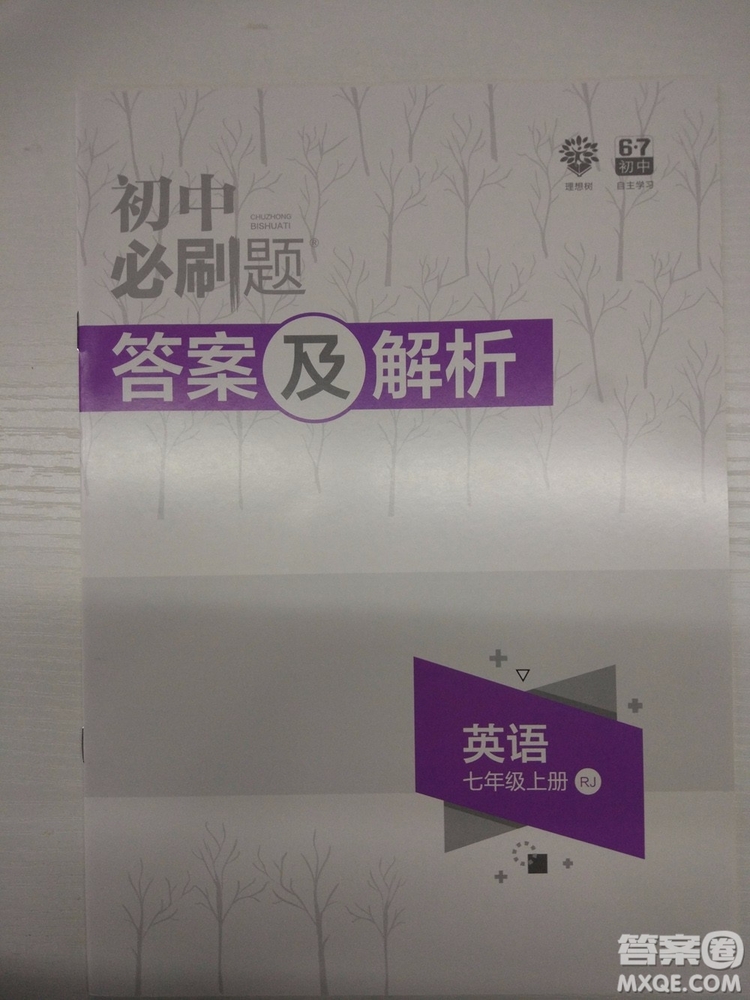 理想树
6·7
初中
自主学习
初中
CHUZHONG
BISHUATI
必刷题®
答案及解析
英语
七年级上册 RJ
答案圈
MXQE.COM